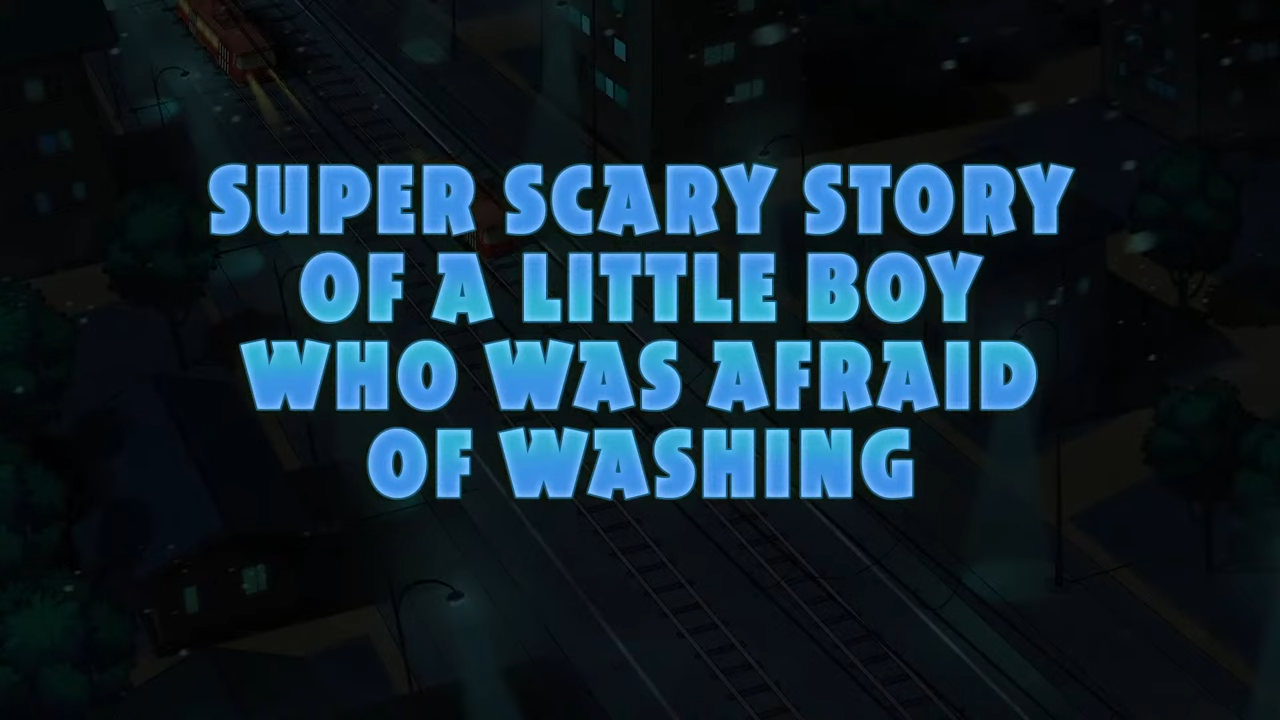 SUPER SCARY STORY
OF A LITTLE BOY
WHO WAS AFRAID
OF WASHING